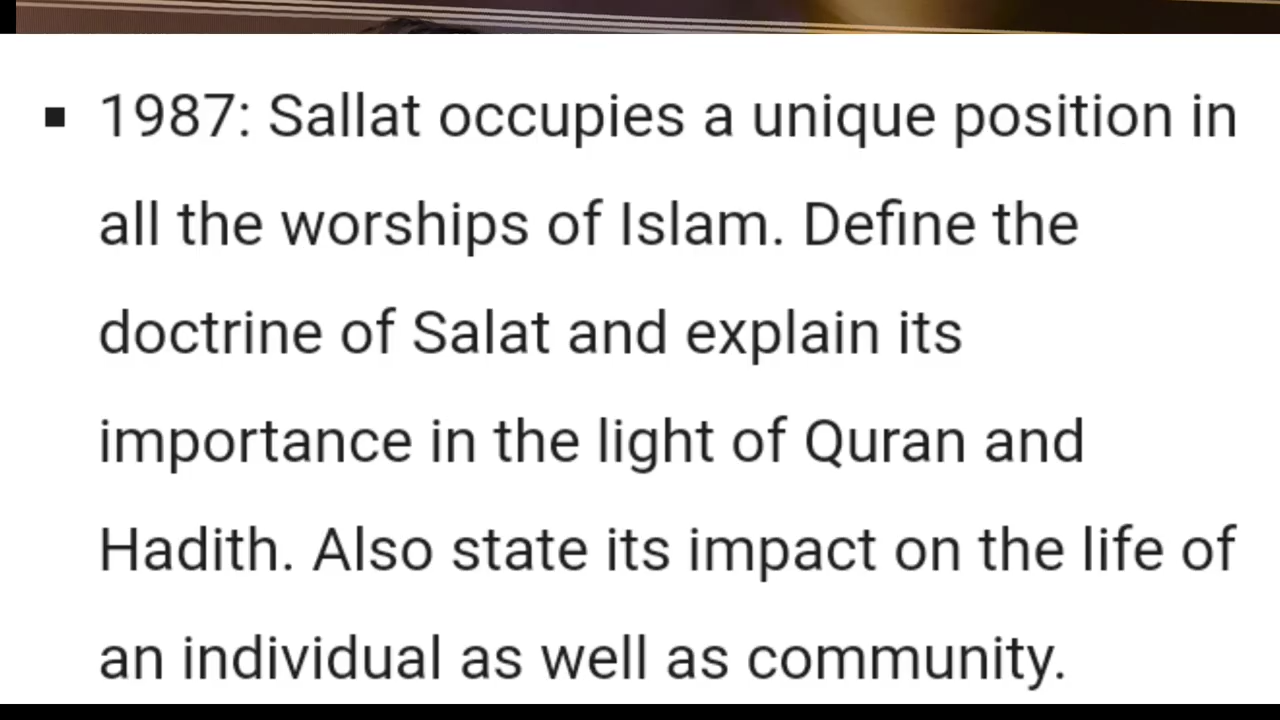 ▪ 1987: Sallat occupies a unique position in
all the worships of Islam. Define the
doctrine of Salat and explain its
importance in the light of Quran and
Hadith. Also state its impact on the life of
an individual as well as community.